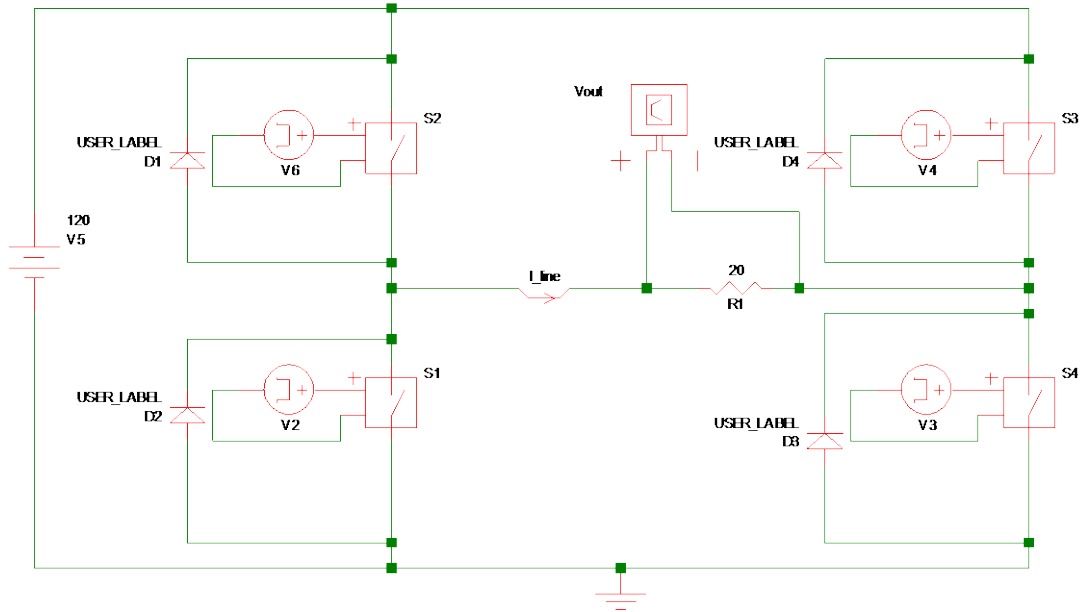 120
V5
USER_LABEL
D1
V6
S2
Vout
USER_LABEL
D4
V4
S3
I_line
20
R1
USER_LABEL
D2
V2
S1
USER_LABEL
D3
V3
S4